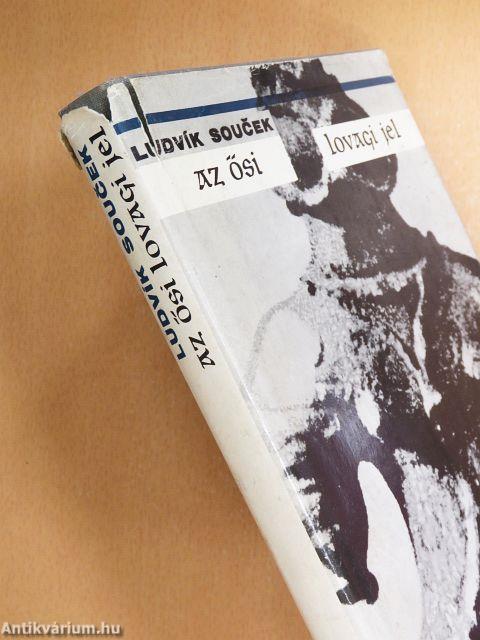 LUDVÍK SOUČEK
AZ ŐSI lovagi jel
LUDVÍK SOUČEK
AZ ŐSI lovagi jel
Antikvárium.hu